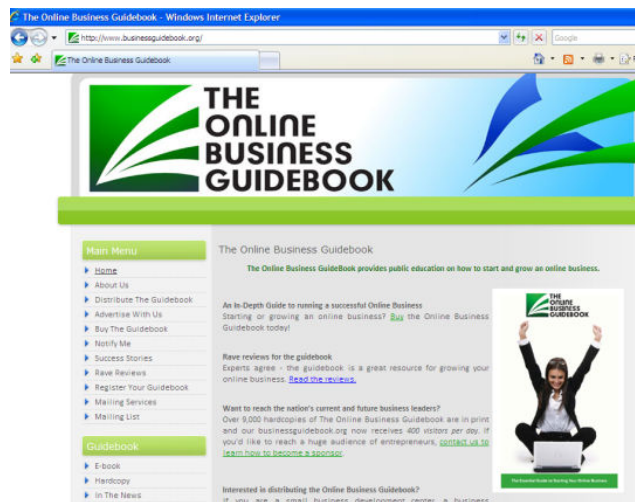 The Online Business Guidebook - Windows Internet Explorer
http://www.businessguidebook.org/
Google
The Online Business Guidebook
THE
ONLINE
BUSINESS
GUIDEBOOK
Main Menu
Home
About Us
Distribute The Guidebook
Advertise With Us
Buy The Guidebook
Notify Me
Success Stories
Rave Reviews
Register Your Guidebook
Mailing Services
Mailing List
Guidebook
E-book
Hardcopy
In The News
The Online Business Guidebook
The Online Business GuideBook provides public education on how to start and grow an online business.
An In-Depth Guide to running a successful Online Business
Starting or growing an online business? Buy the Online Business
Guidebook today!
Rave reviews for the guidebook
Experts agree - the guidebook is a great resource for growing your
online business. Read the reviews.
Want to reach the nation's current and future business leaders?
Over 9,000 hardcopies of The Online Business Guidebook are in print
and our businessguidebook.org now receives 400 visitors per day. If
you'd like to reach a huge audience of entrepreneurs, contact us to
learn how to become a sponsor.
Interested in distributing the Online Business Guidebook?
If you are a small business development center, a business
THE
ONLINE
BUSINESS
GUIDEBOOK
The Essential Guide to Starting Your Online Business.